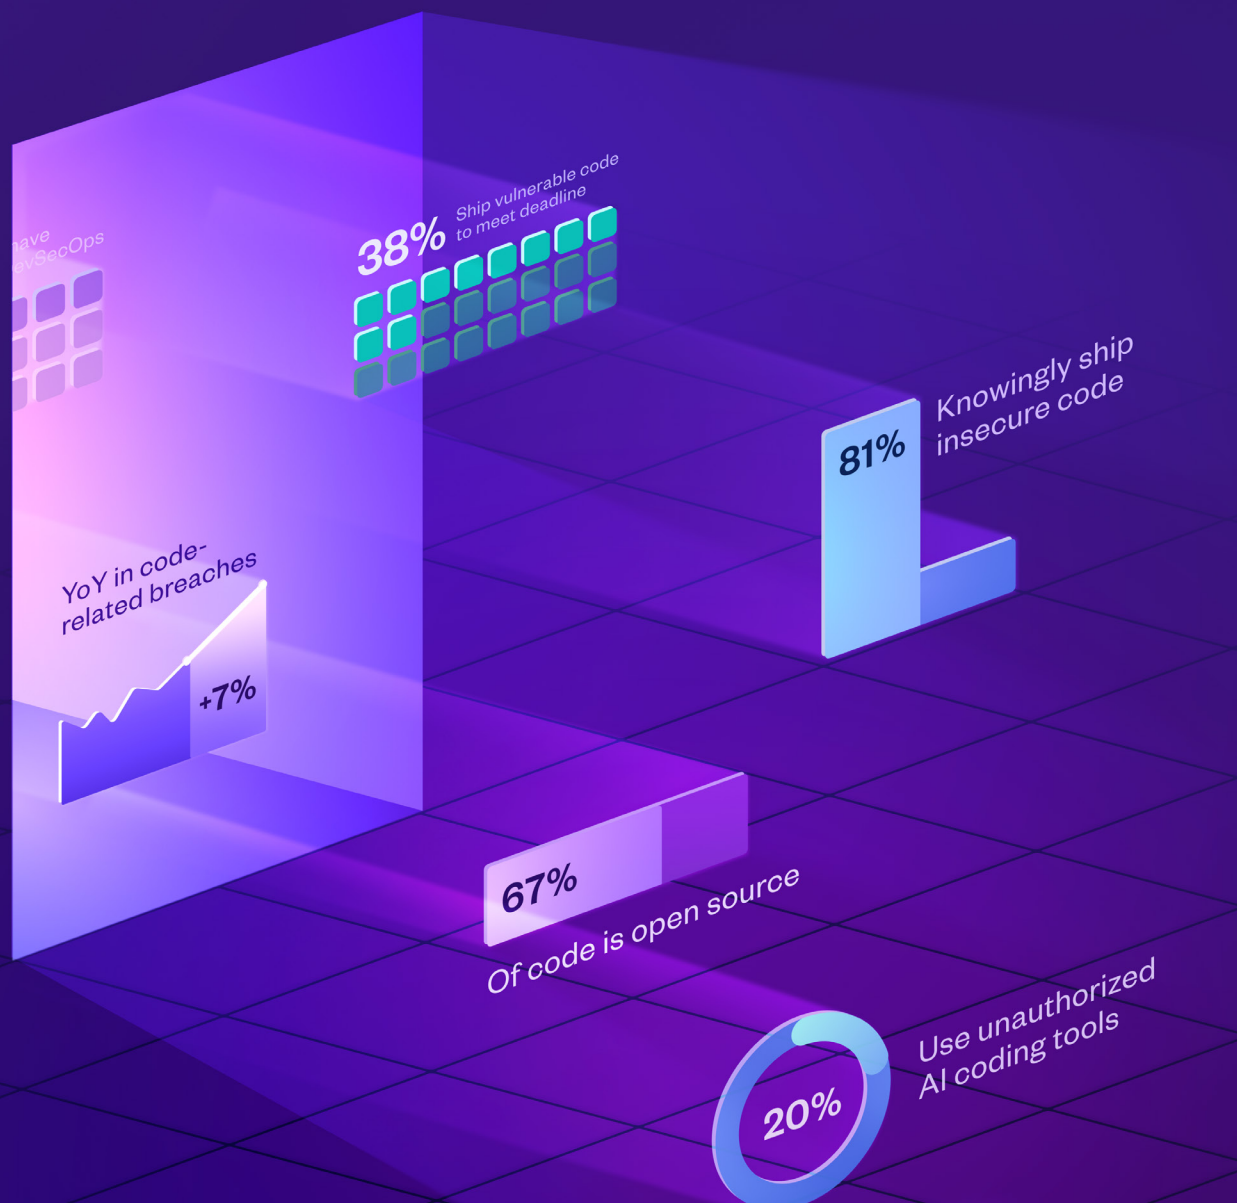 38%
Ship vulnerable code
to meet deadline
81%
Knowingly ship
insecure code
YoY in code-
related breaches
+7%
67%
Of code is open source
20%
Use unauthorized
AI coding tools